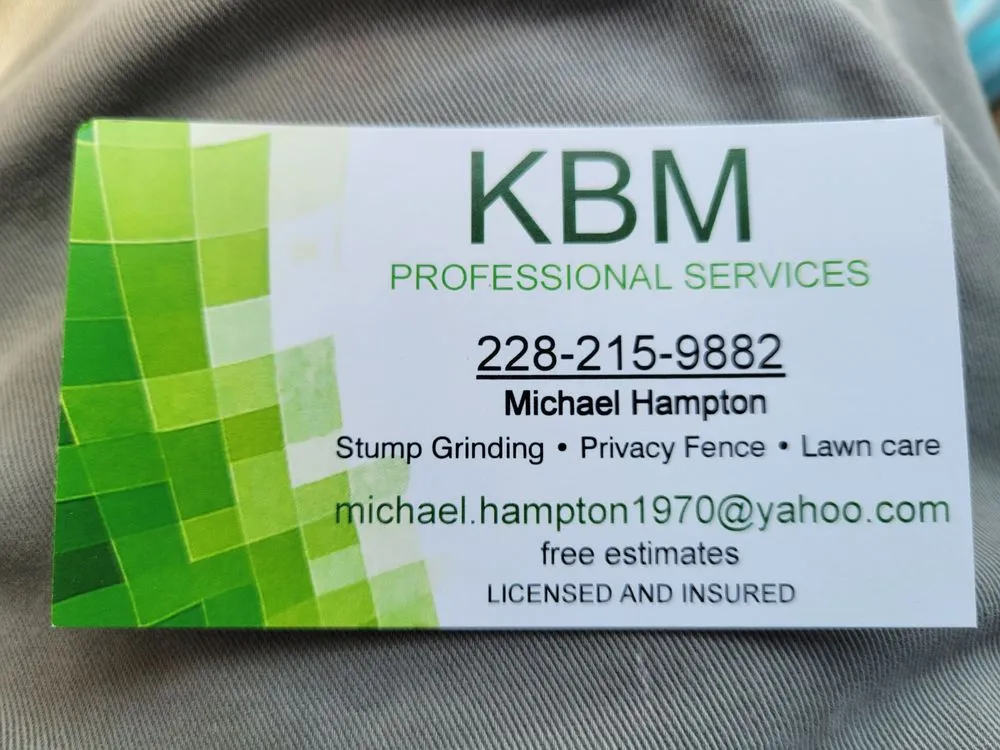 KBM
PROFESSIONAL SERVICES
228-215-9882
Michael Hampton
Stump Grinding • Privacy Fence • Lawn care
michael.hampton1970@yahoo.com
free estimates
LICENSED AND INSURED